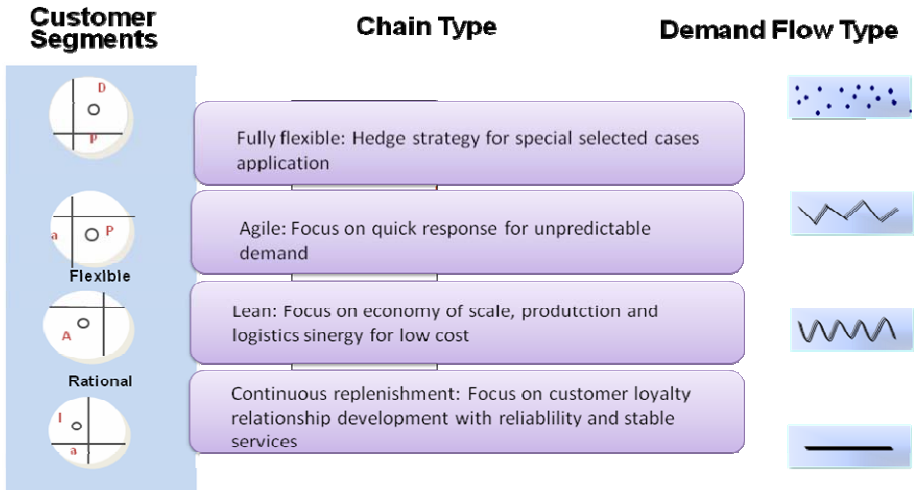 Customer
Segments
Chain Type
Demand Flow Type
D
P
Fully flexible: Hedge strategy for special selected cases
application
a
P
Flexible
Agile: Focus on quick response for unpredictable
demand
A
Rational
Lean: Focus on economy of scale, produtction and
logistics sinergy for low cost
I
a
Continuous replenishment: Focus on customer loyalty
relationship development with reliablility and stable
services